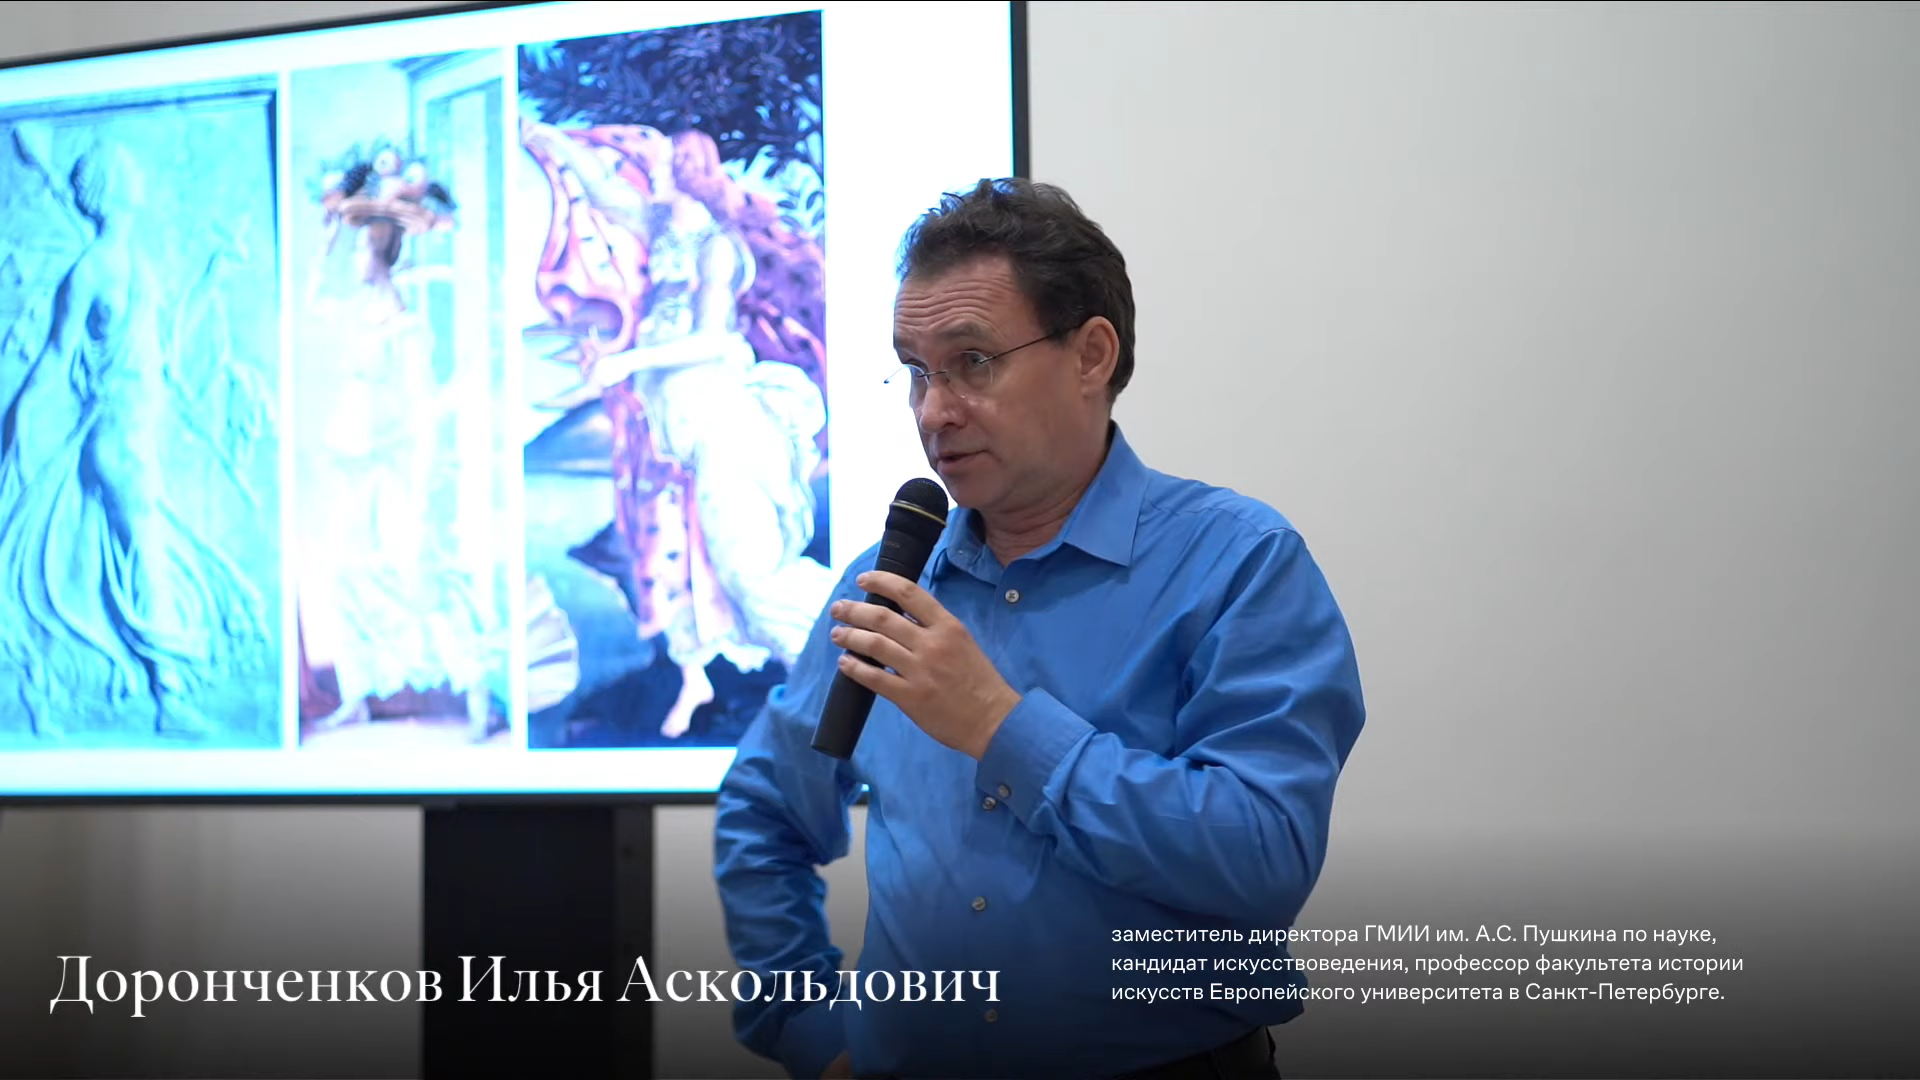 Доронченков Илья Аскольдович
заместитель директора ГМИИ им. А.С. Пушкина по науке,
кандидат искусствоведения, профессор факультета истории
искусств Европейского университета в Санкт-Петербурге.